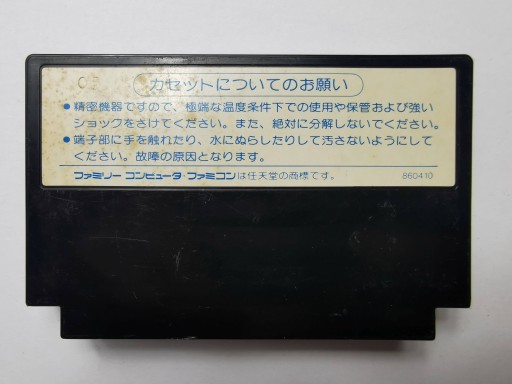 カセットについてのお願い
●精密機器ですので、極端な温度条件下での使用や保管および強い
ショックをさけてください。また、絶対に分解しないでください。
●端子部に手を触れたり、水にぬらしたりして汚さないようにして
ください。故障の原因となります。
ファミリー コンピュータ・ファミコンは任天堂の商標です。 860410